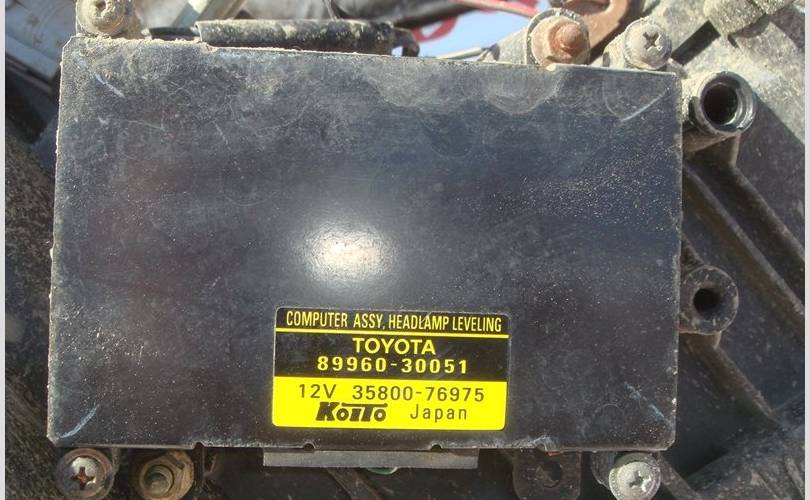 COMPUTER ASSY, HEADLAMP LEVELING
TOYOTA
89960-30051
12V 35800-76975
KOITO Japan